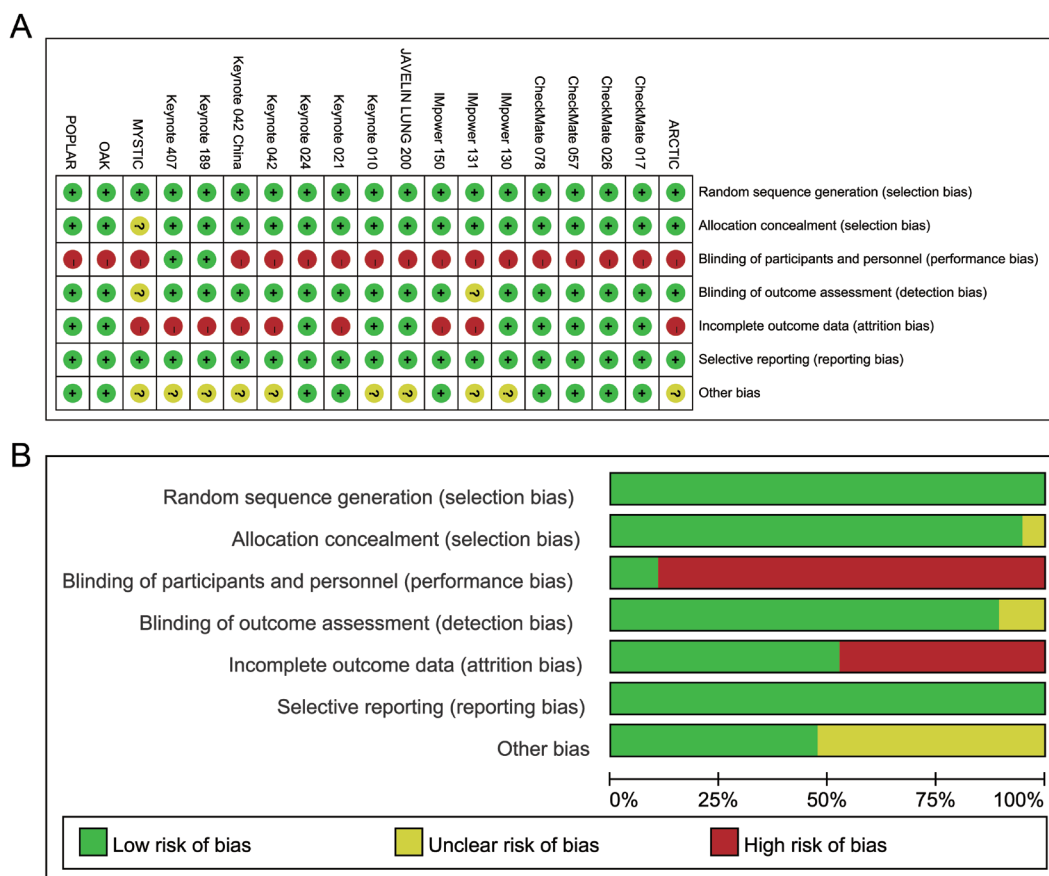 A
POPLAR
OAK
MYSTIC
Keynote 407
Keynote 189
Keynote 042 China
Keynote 042
Keynote 024
Keynote 021
Keynote 010
JAVELIN LUNG 200
IMpower 150
IMpower 131
IMpower 130
CheckMate 078
CheckMate 057
CheckMate 026
CheckMate 017
ARCTIC
+ + + + + + + + + + + + + + + + + + + Random sequence generation (selection bias)
+ + ? + + + + + + + + + + + + + + + + Allocation concealment (selection bias)
– – – + + – – – – – – – – – – – – – – Blinding of participants and personnel (performance bias)
+ + ? + + + + + + + + + ? + + + + + + Blinding of outcome assessment (detection bias)
+ + – – – – – + – + + – – + + + + + – Incomplete outcome data (attrition bias)
+ + + + + + + + + + + + + + + + + + + Selective reporting (reporting bias)
+ + ? ? ? ? ? + + ? ? + ? ? + + + + ? Other bias
B
Random sequence generation (selection bias)
Allocation concealment (selection bias)
Blinding of participants and personnel (performance bias)
Blinding of outcome assessment (detection bias)
Incomplete outcome data (attrition bias)
Selective reporting (reporting bias)
Other bias
0% 25% 50% 75% 100%
Low risk of bias Unclear risk of bias High risk of bias